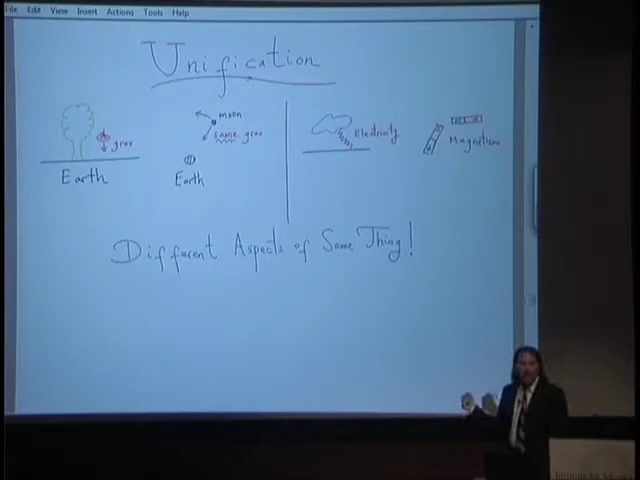 File Edit View Insert Actions Tools Help
Unification
grav
Earth
moon
same grav
Earth
Electricity
Magnetism
Different Aspects of Same Thing!